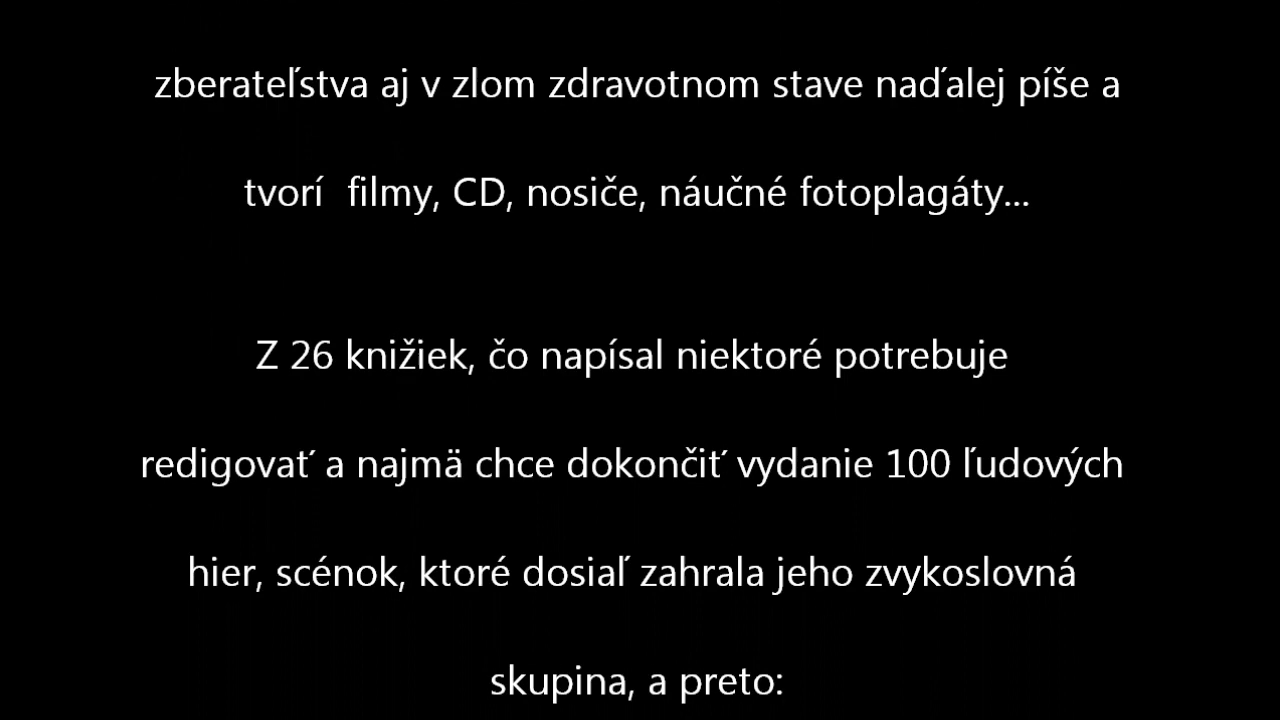 zberateľstva aj v zlom zdravotnom stave naďalej píše a
tvorí  filmy, CD, nosiče, náučné fotoplagáty...
Z 26 knižiek, čo napísal niektoré potrebuje
redigovať a najmä chce dokončiť vydanie 100 ľudových
hier, scénok, ktoré dosiaľ zahrala jeho zvykoslovná
skupina, a preto: